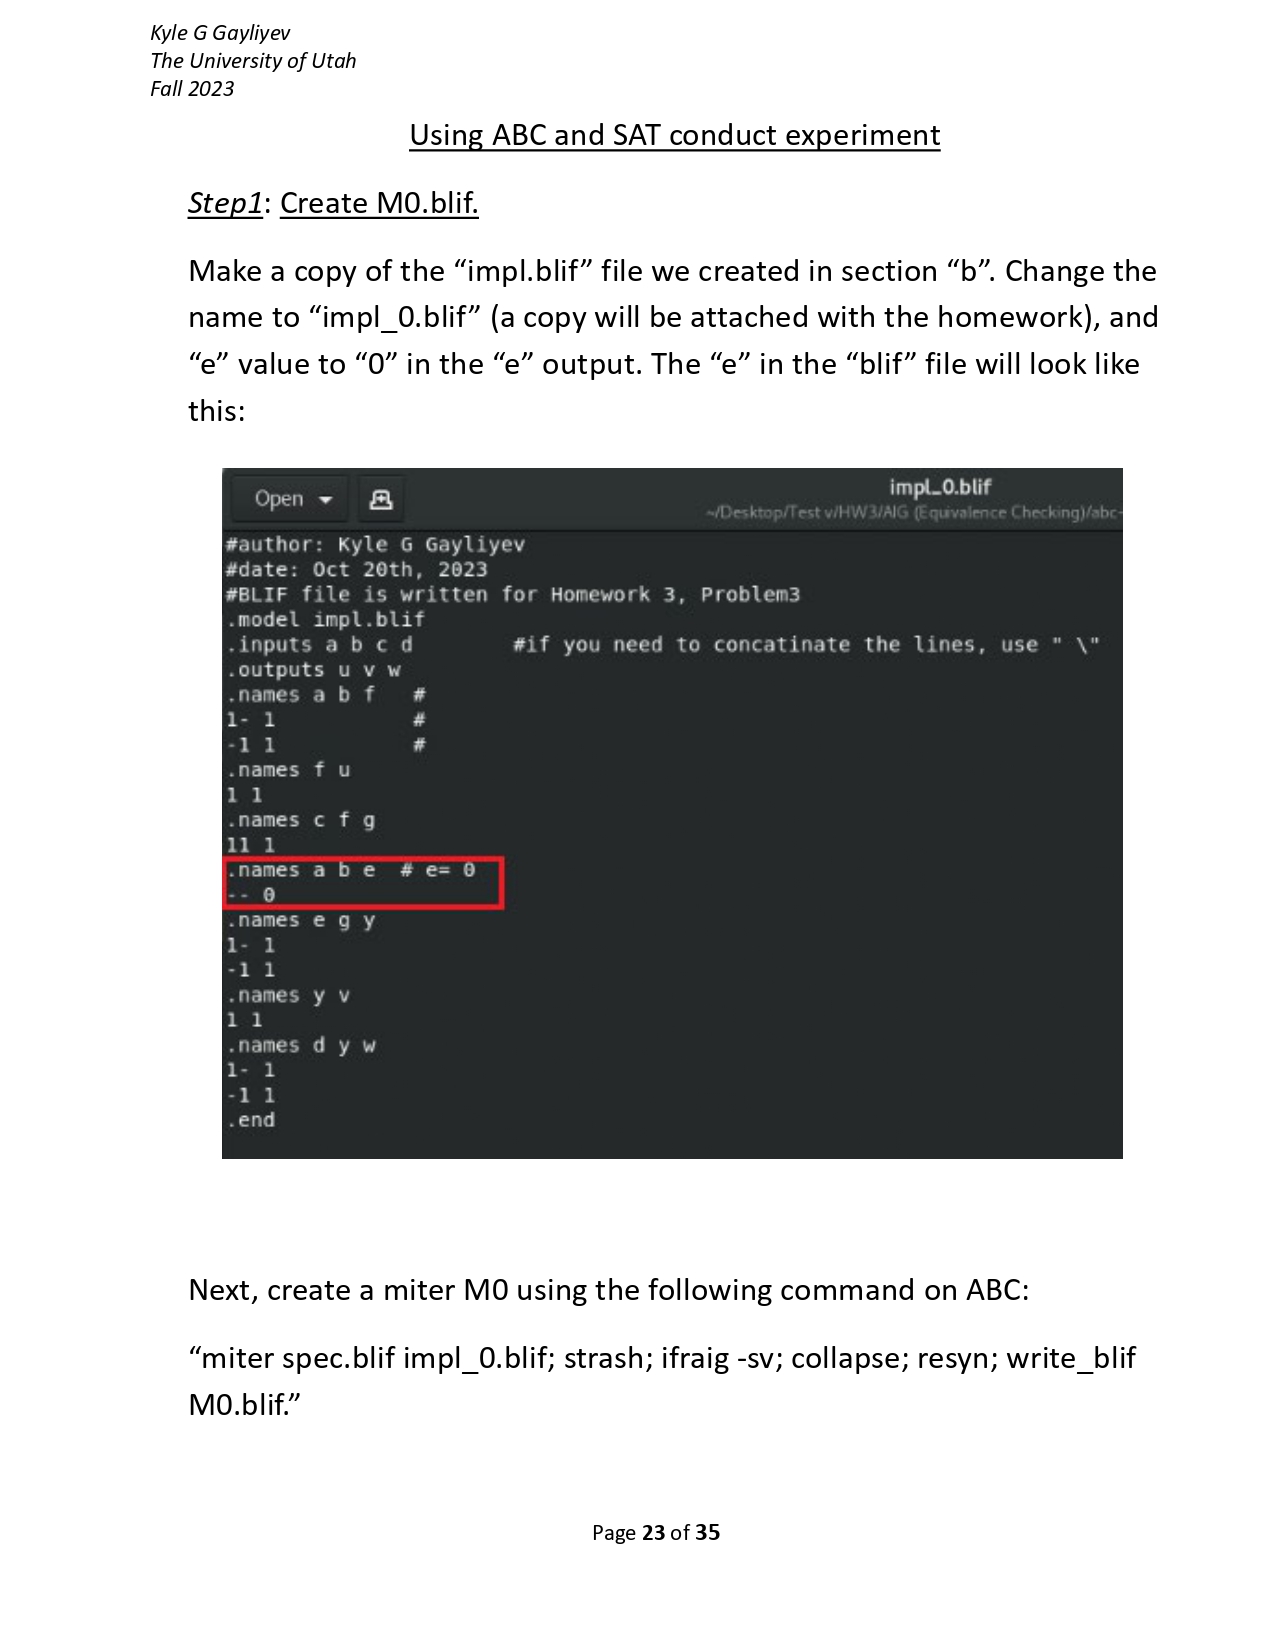 Kyle G Gayliyev
The University of Utah
Fall 2023
Using ABC and SAT conduct experiment
Step1: Create M0.blif.
Make a copy of the “impl.blif” file we created in section “b”. Change the
name to “impl_0.blif” (a copy will be attached with the homework), and
“e” value to “0” in the “e” output. The “e” in the “blif” file will look like
this:
Open
impl_0.blif
~/Desktop/Test v/HW3/AIG (Equivalence Checking)/abc-
#author: Kyle G Gayliyev
#date: Oct 20th, 2023
#BLIF file is written for Homework 3, Problem3
.model impl.blif
.inputs a b c d #if you need to concatinate the lines, use " \"
.outputs u v w
.names a b f #
1- 1 #
-1 1 #
.names f u
1 1
.names c f g
11 1
.names a b e # e= 0
-- 0
.names e g y
1- 1
-1 1
.names y v
1 1
.names d y w
1- 1
-1 1
.end
Next, create a miter M0 using the following command on ABC:
“miter spec.blif impl_0.blif; strash; ifraig -sv; collapse; resyn; write_blif
M0.blif.”
Page 23 of 35